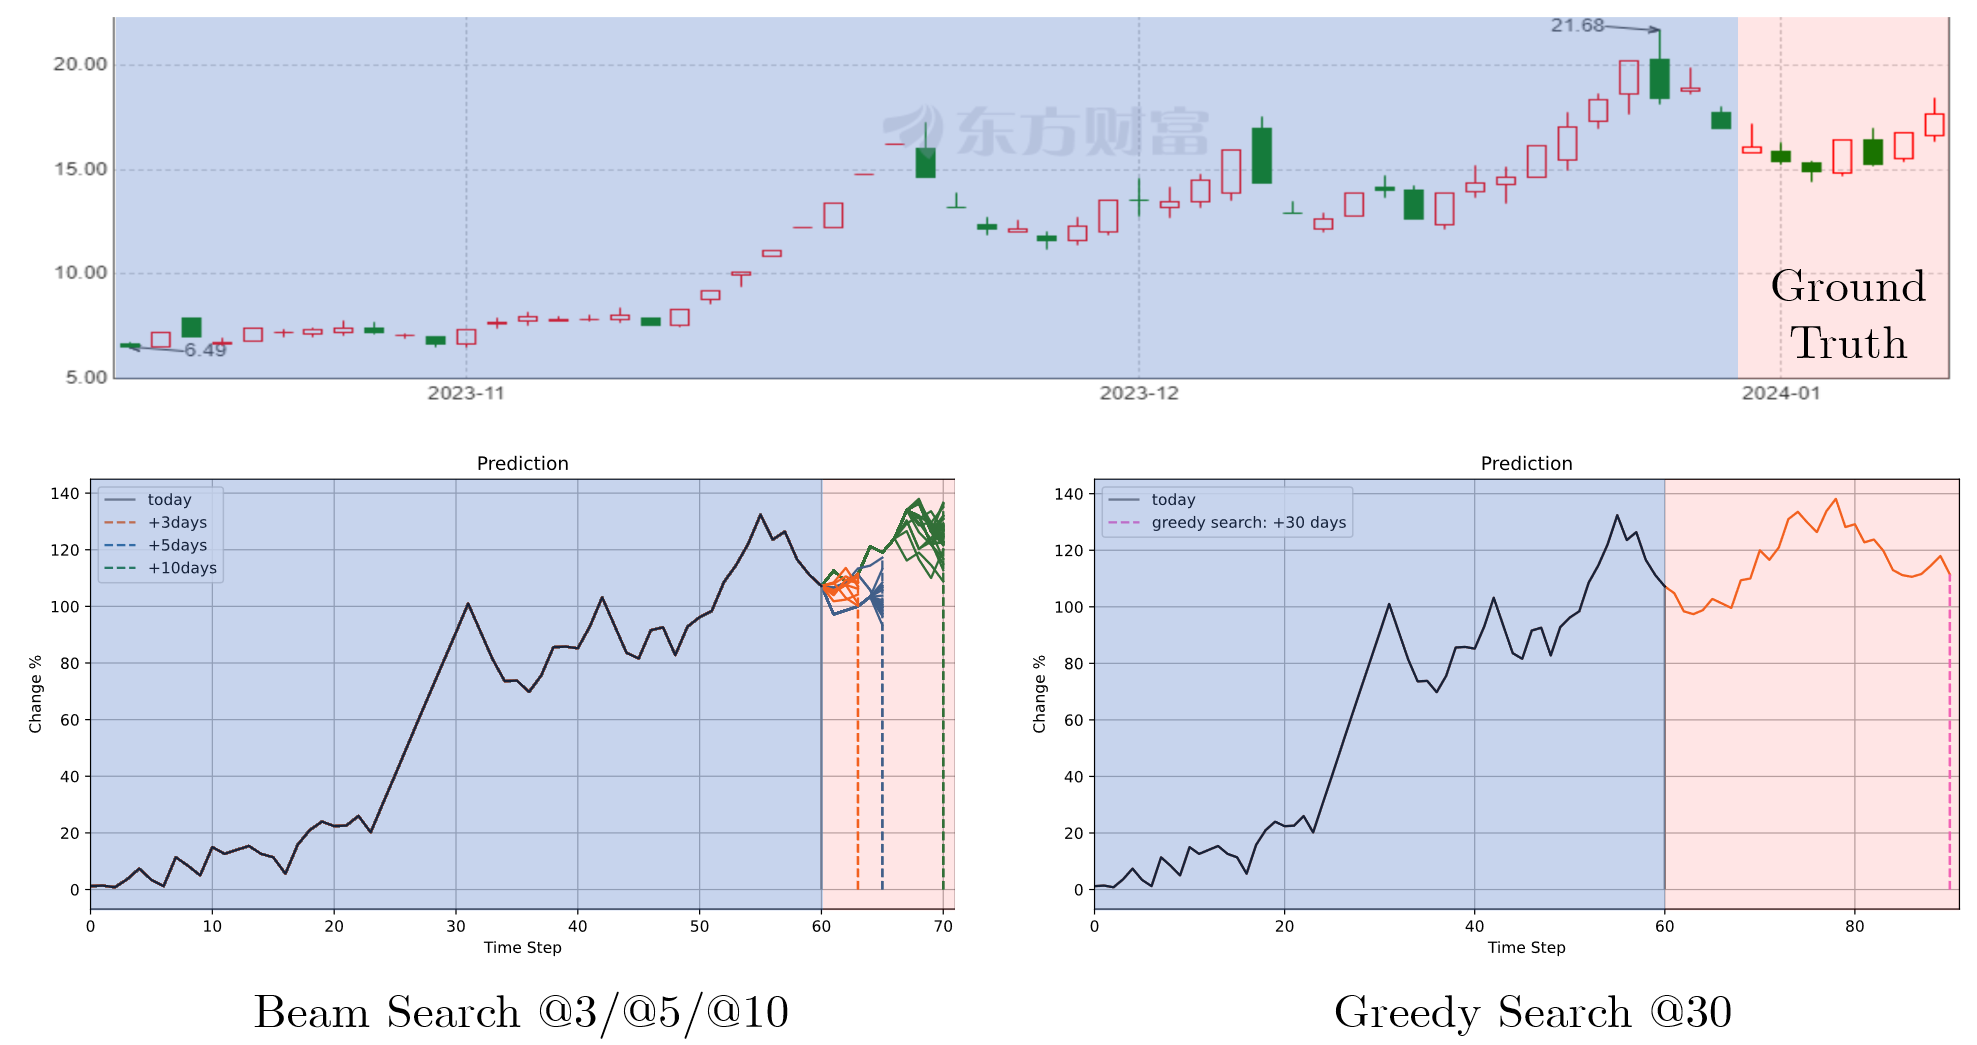 21.68
20.00
东方财富
15.00
10.00
Ground
Truth
6.49
5.00
2023-11
2023-12
2024-01
Prediction
140
today
+3days
+5days
+10days
120
100
80
60
40
20
0
Change %
0 10 20 30 40 50 60 70
Time Step
Beam Search @3/@5/@10
Prediction
140
today
greedy search: +30 days
120
100
80
60
40
20
0
Change %
0 20 40 60 80
Time Step
Greedy Search @30